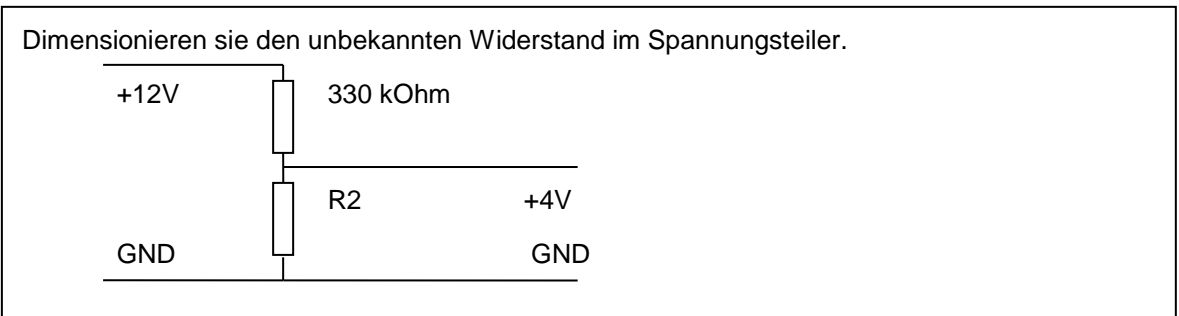 Dimensionieren sie den unbekannten Widerstand im Spannungsteiler.
+12V 330 kOhm
R2 +4V
GND GND